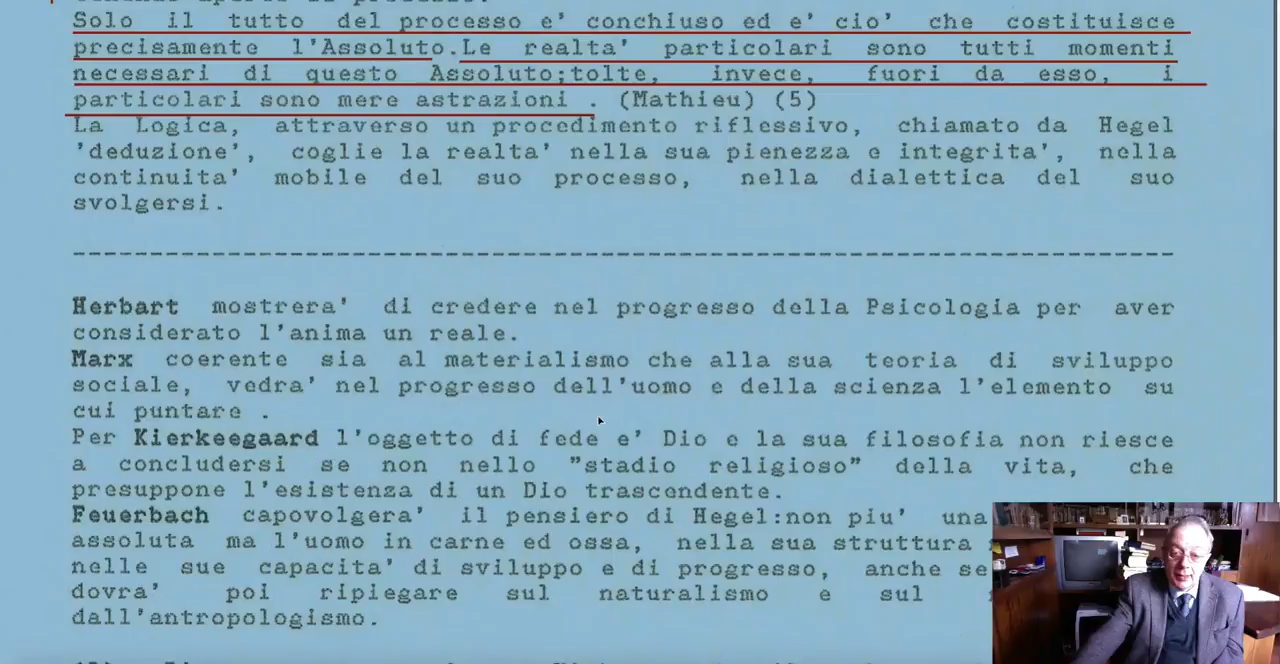 Solo il tutto del processo e' conchiuso ed e' cio' che costituisce
precisamente l'Assoluto.Le realta' particolari sono tutti momenti
necessari di questo Assoluto;tolte, invece, fuori da esso, i
particolari sono mere astrazioni . (Mathieu) (5)
La Logica, attraverso un procedimento riflessivo, chiamato da Hegel
'deduzione', coglie la realta' nella sua pienezza e integrita', nella
continuita' mobile del suo processo, nella dialettica del suo
svolgersi.
--------------------------------------------------------------------
Herbart mostrera' di credere nel progresso della Psicologia per aver
considerato l'anima un reale.
Marx coerente sia al materialismo che alla sua teoria di sviluppo
sociale, vedra' nel progresso dell'uomo e della scienza l'elemento su
cui puntare .
Per Kierkeegaard l'oggetto di fede e' Dio e la sua filosofia non riesce
a concludersi se non nello "stadio religioso" della vita, che
presuppone l'esistenza di un Dio trascendente.
Feuerbach capovolgera' il pensiero di Hegel:non piu' una
assoluta ma l'uomo in carne ed ossa, nella sua struttura
nelle sue capacita' di sviluppo e di progresso, anche se
dovra' poi ripiegare sul naturalismo e sul
dall'antropologismo.